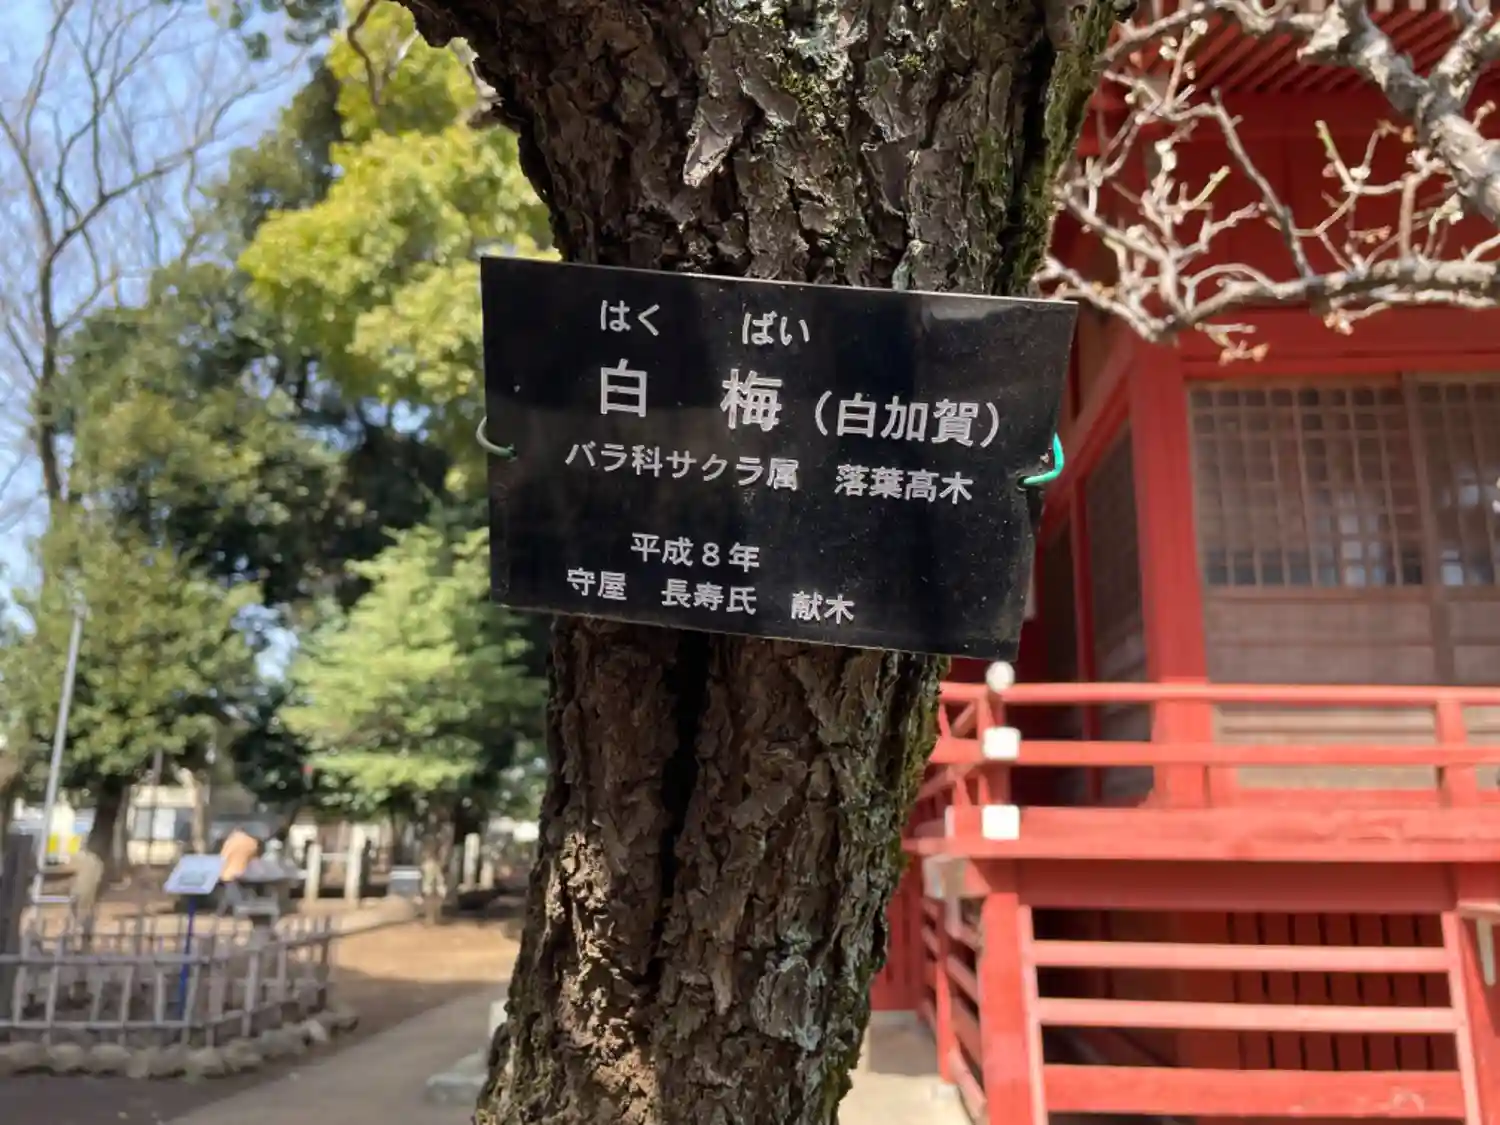 はく ばい
白 梅（白加賀）
バラ科サクラ属 落葉高木
平成８年
守屋 長寿氏 献木